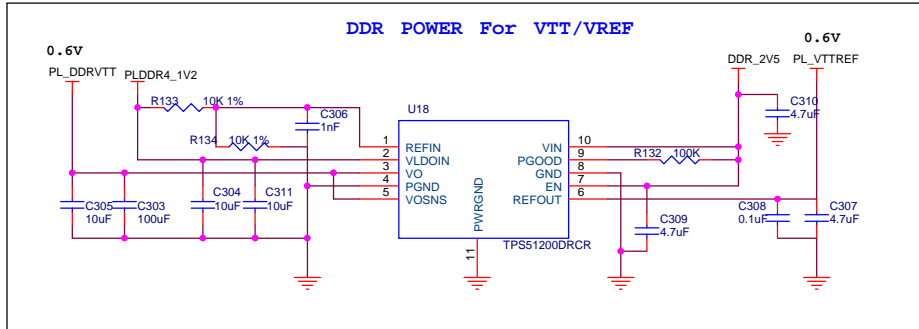 DDR POWER For VTT/VREF
0.6V
0.6V
PL_DDRVTT
PLDDR4_1V2
DDR_2V5
PL_VTTREF
R133
10K 1%
C306
1nF
U18
C310
4.7uF
R134
10K 1%
1
REFIN
VIN
10
2
VLDOIN
PGOOD
9
R132
100K
3
VO
GND
8
4
PGND
EN
7
5
VOSNS
REFOUT
6
PWRGND
C305
10uF
C303
100uF
C304
10uF
C311
10uF
C309
4.7uF
C308
0.1uF
C307
4.7uF
11
TPS51200DRCR